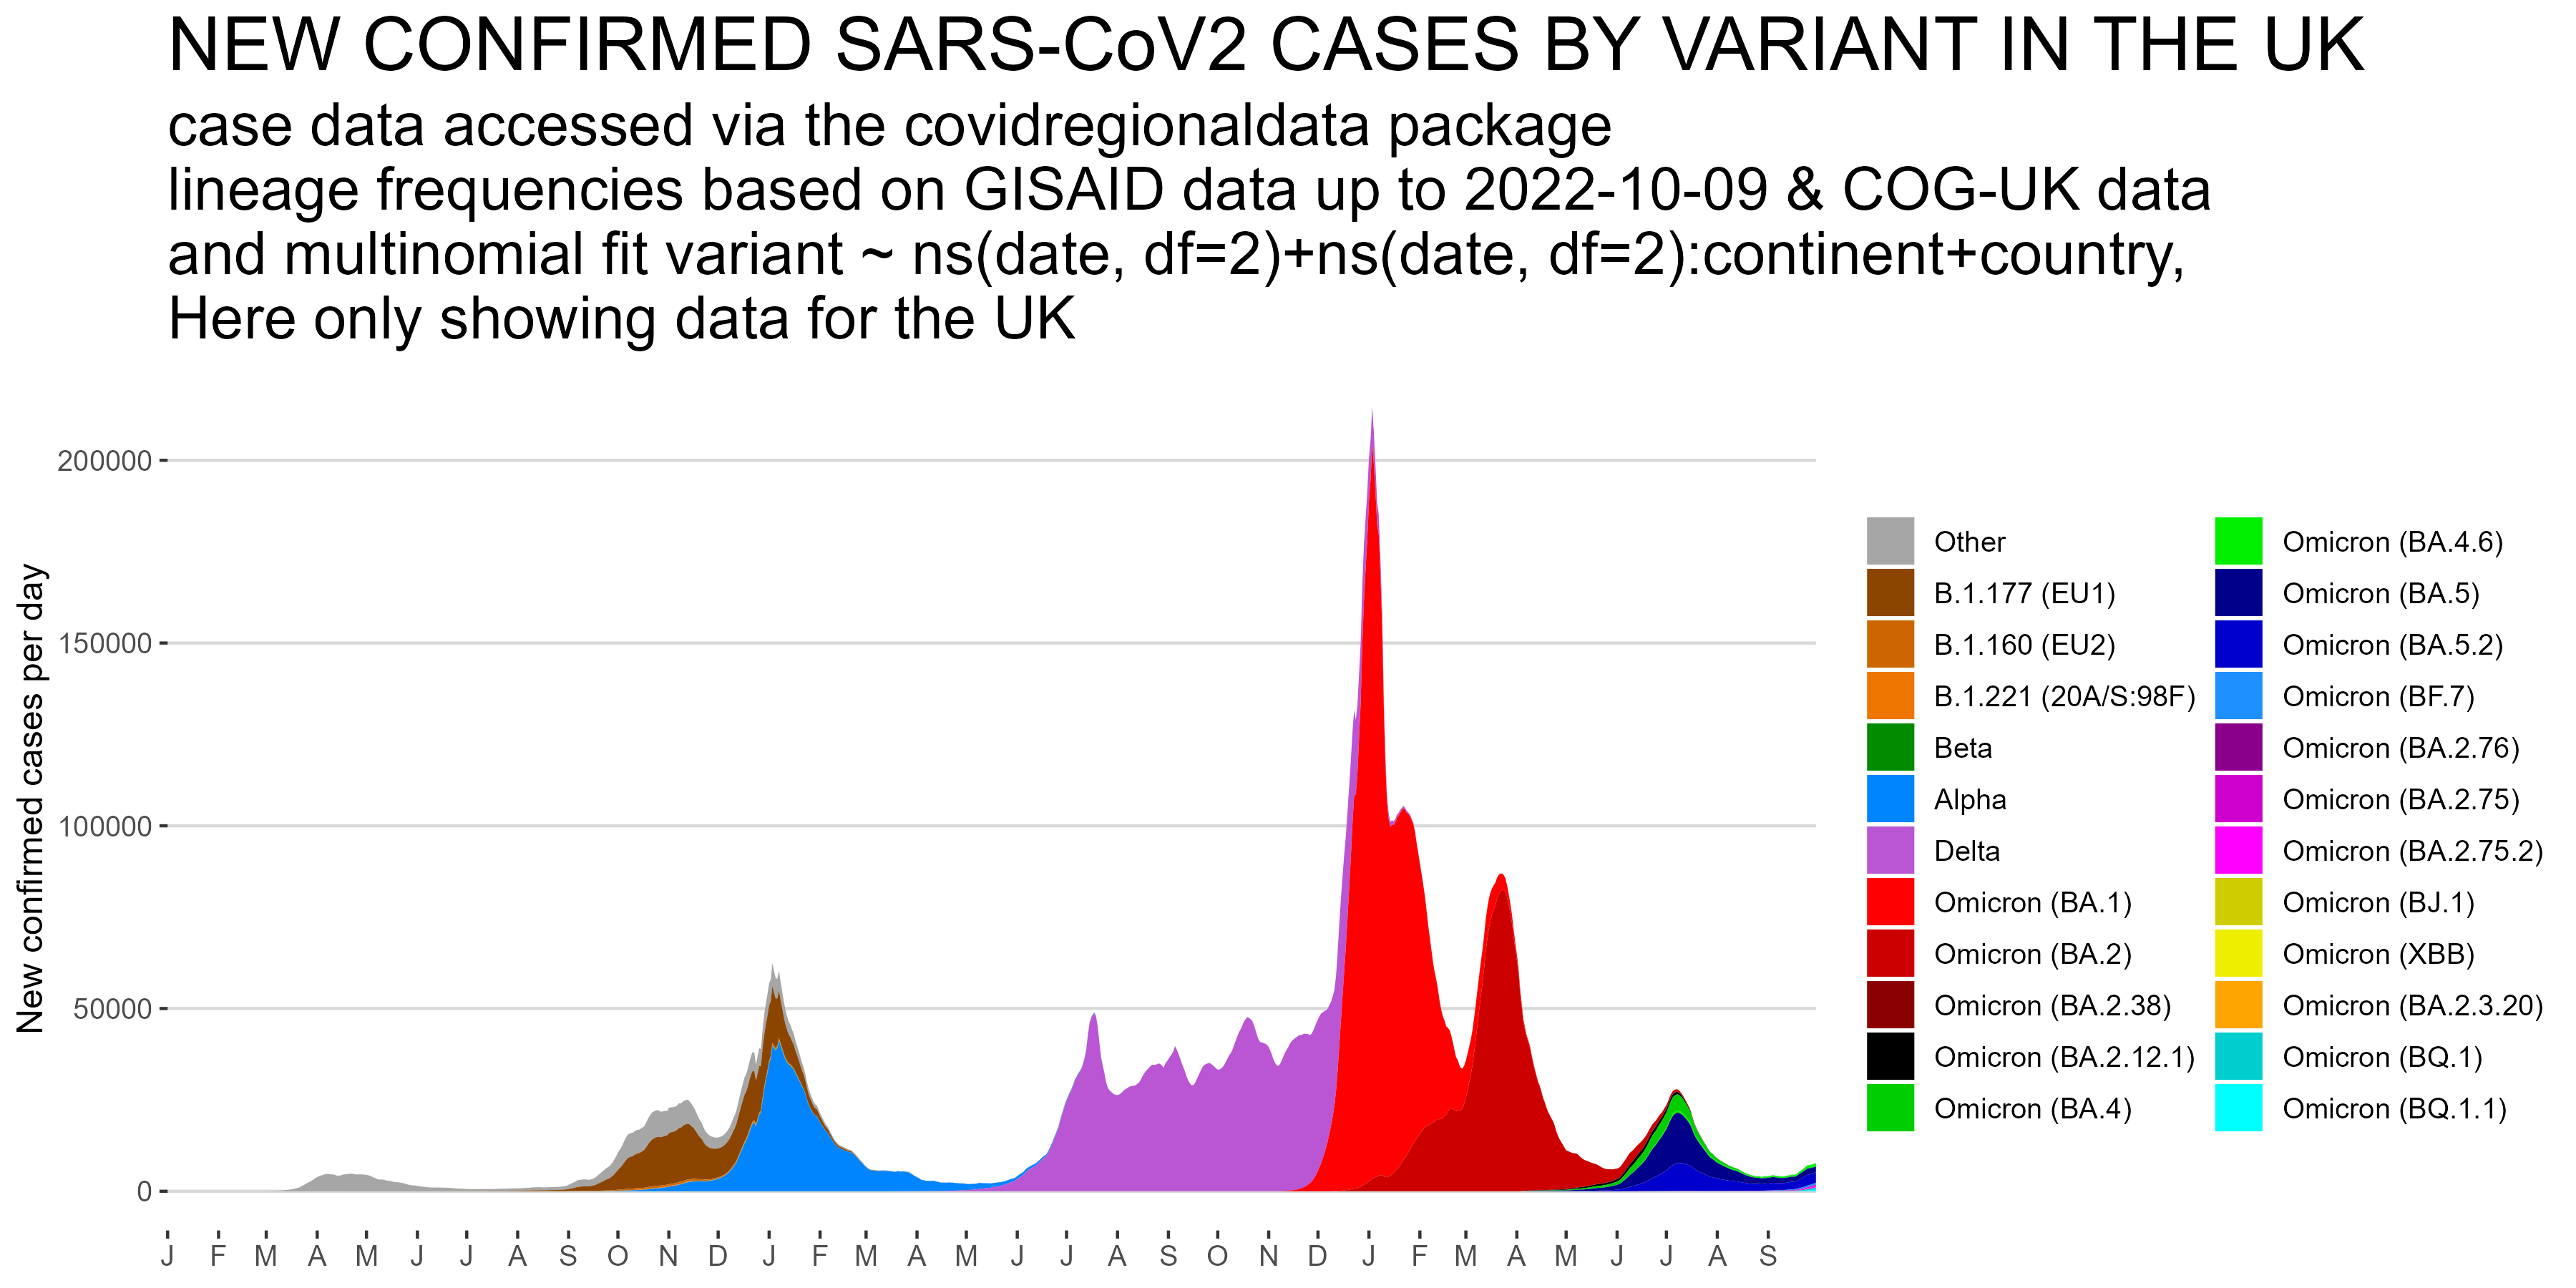 NEW CONFIRMED SARS-CoV2 CASES BY VARIANT IN THE UK
case data accessed via the covidregionaldata package
lineage frequencies based on GISAID data up to 2022-10-09 & COG-UK data
and multinomial fit variant ~ ns(date, df=2)+ns(date, df=2):continent+country,
Here only showing data for the UK
New confirmed cases per day
200000
150000
100000
50000
0
J F M A M J J A S O N D J F M A M J J A S O N D J F M A M J J A S
Other
B.1.177 (EU1)
B.1.160 (EU2)
B.1.221 (20A/S:98F)
Beta
Alpha
Delta
Omicron (BA.1)
Omicron (BA.2)
Omicron (BA.2.38)
Omicron (BA.2.12.1)
Omicron (BA.4)
Omicron (BA.4.6)
Omicron (BA.5)
Omicron (BA.5.2)
Omicron (BF.7)
Omicron (BA.2.76)
Omicron (BA.2.75)
Omicron (BA.2.75.2)
Omicron (BJ.1)
Omicron (XBB)
Omicron (BA.2.3.20)
Omicron (BQ.1)
Omicron (BQ.1.1)